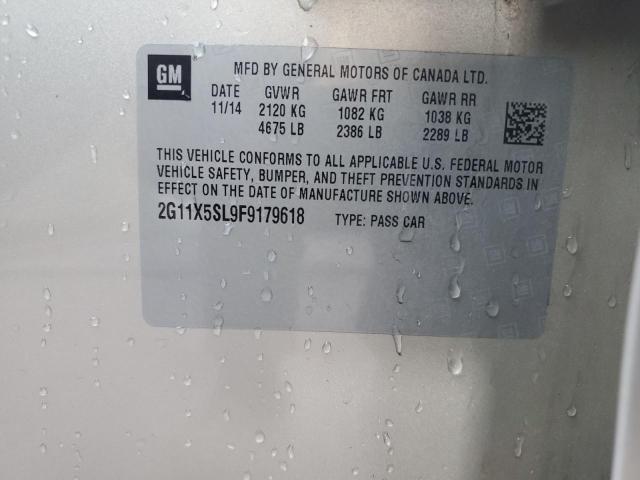 GM
MFD BY GENERAL MOTORS OF CANADA LTD.
DATE GVWR GAWR FRT GAWR RR
11/14 2120 KG 1082 KG 1038 KG
4675 LB 2386 LB 2289 LB
THIS VEHICLE CONFORMS TO ALL APPLICABLE U.S. FEDERAL MOTOR
VEHICLE SAFETY, BUMPER, AND THEFT PREVENTION STANDARDS IN
EFFECT ON THE DATE OF MANUFACTURE SHOWN ABOVE.
2G11X5SL9F9179618 TYPE: PASS CAR